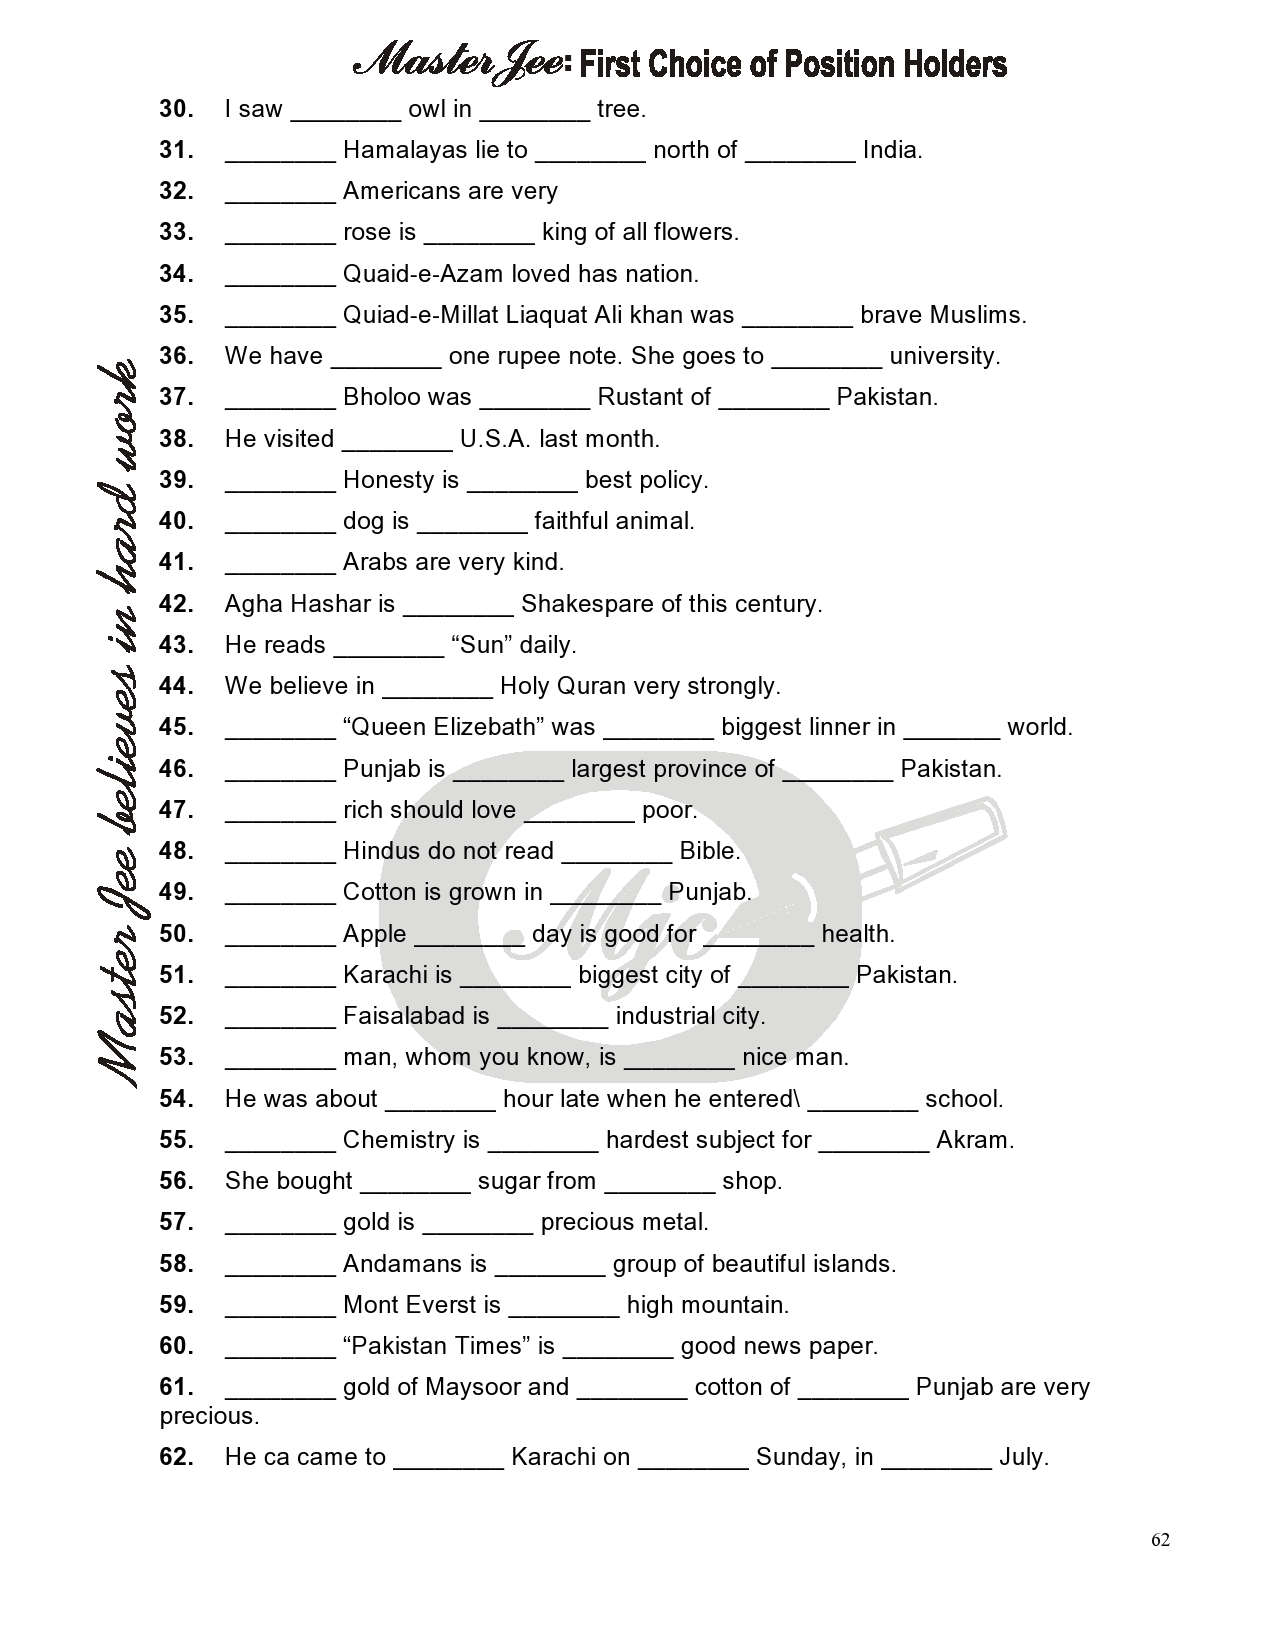 Master Jee: First Choice of Position Holders
30. I saw ________ owl in ________ tree.
31. ________ Hamalayas lie to ________ north of ________ India.
32. ________ Americans are very
33. ________ rose is ________ king of all flowers.
34. ________ Quaid-e-Azam loved has nation.
35. ________ Quiad-e-Millat Liaquat Ali khan was ________ brave Muslims.
36. We have ________ one rupee note. She goes to ________ university.
37. ________ Bholoo was ________ Rustant of ________ Pakistan.
38. He visited ________ U.S.A. last month.
39. ________ Honesty is ________ best policy.
40. ________ dog is ________ faithful animal.
41. ________ Arabs are very kind.
42. Agha Hashar is ________ Shakespare of this century.
43. He reads ________ “Sun” daily.
44. We believe in ________ Holy Quran very strongly.
45. ________ “Queen Elizebath” was ________ biggest linner in _______ world.
46. ________ Punjab is ________ largest province of ________ Pakistan.
47. ________ rich should love ________ poor.
48. ________ Hindus do not read ________ Bible.
49. ________ Cotton is grown in ________ Punjab.
50. ________ Apple ________ day is good for ________ health.
51. ________ Karachi is ________ biggest city of ________ Pakistan.
52. ________ Faisalabad is ________ industrial city.
53. ________ man, whom you know, is ________ nice man.
54. He was about ________ hour late when he entered\ ________ school.
55. ________ Chemistry is ________ hardest subject for ________ Akram.
56. She bought ________ sugar from ________ shop.
57. ________ gold is ________ precious metal.
58. ________ Andamans is ________ group of beautiful islands.
59. ________ Mont Everst is ________ high mountain.
60. ________ “Pakistan Times” is ________ good news paper.
61. ________ gold of Maysoor and ________ cotton of ________ Punjab are very
precious.
62. He ca came to ________ Karachi on ________ Sunday, in ________ July.
Master Jee believes in hard work
Mjc
62